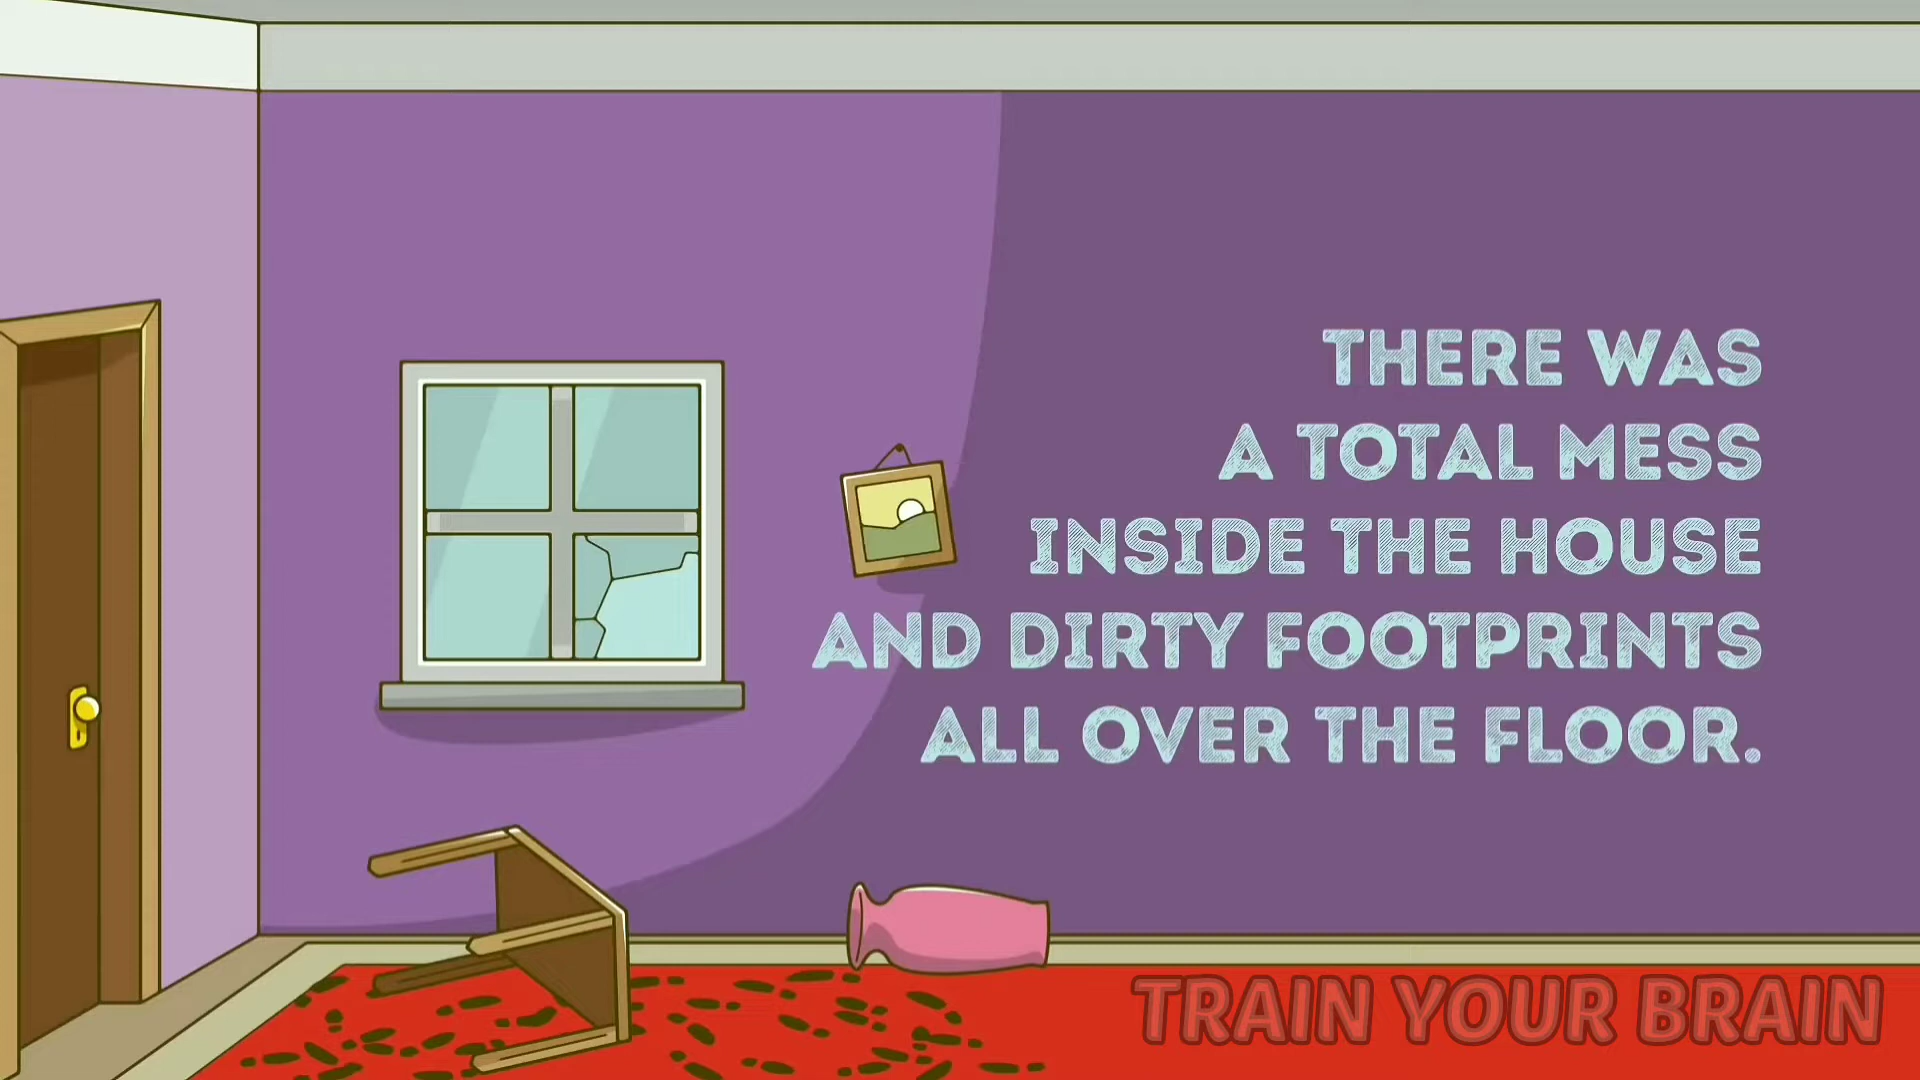 THERE WAS
A TOTAL MESS
INSIDE THE HOUSE
AND DIRTY FOOTPRINTS
ALL OVER THE FLOOR.
TRAIN YOUR BRAIN